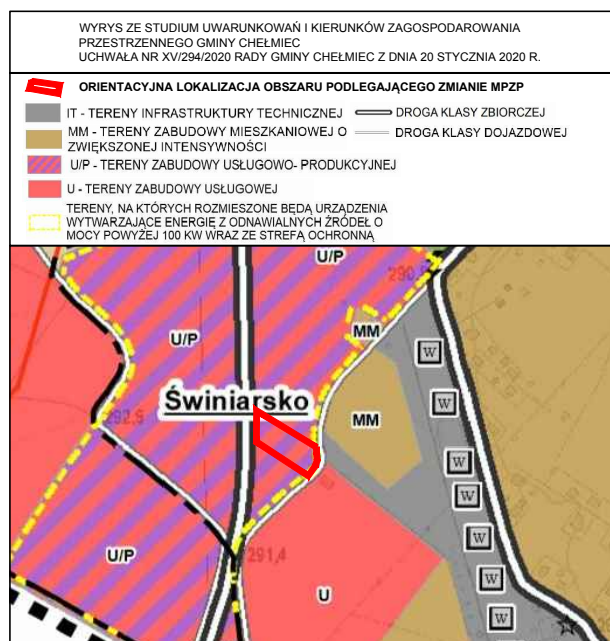 WYRYS ZE STUDIUM UWARUNKOWAŃ I KIERUNKÓW ZAGOSPODAROWANIA
PRZESTRZENNEGO GMINY CHEŁMIEC
UCHWAŁA NR XV/294/2020 RADY GMINY CHEŁMIEC Z DNIA 20 STYCZNIA 2020 R.
ORIENTACYJNA LOKALIZACJA OBSZARU PODLEGAJĄCEGO ZMIANIE MPZP
IT - TERENY INFRASTRUKTURY TECHNICZNEJ
DROGA KLASY ZBIORCZEJ
MM - TERENY ZABUDOWY MIESZKANIOWEJ O
ZWIĘKSZONEJ INTENSYWNOŚCI
DROGA KLASY DOJAZDOWEJ
U/P - TERENY ZABUDOWY USŁUGOWO- PRODUKCYJNEJ
U - TERENY ZABUDOWY USŁUGOWEJ
TERENY, NA KTÓRYCH ROZMIESZONE BĘDĄ URZĄDZENIA
WYTWARZAJĄCE ENERGIĘ Z ODNAWIALNYCH ŹRÓDEŁ O
MOCY POWYŻEJ 100 KW WRAZ ZE STREFĄ OCHRONNĄ
U/P
MM
U/P
W
Świniarsko
W
292,6
MM
W
W
W
291,4
U/P
W
U
W